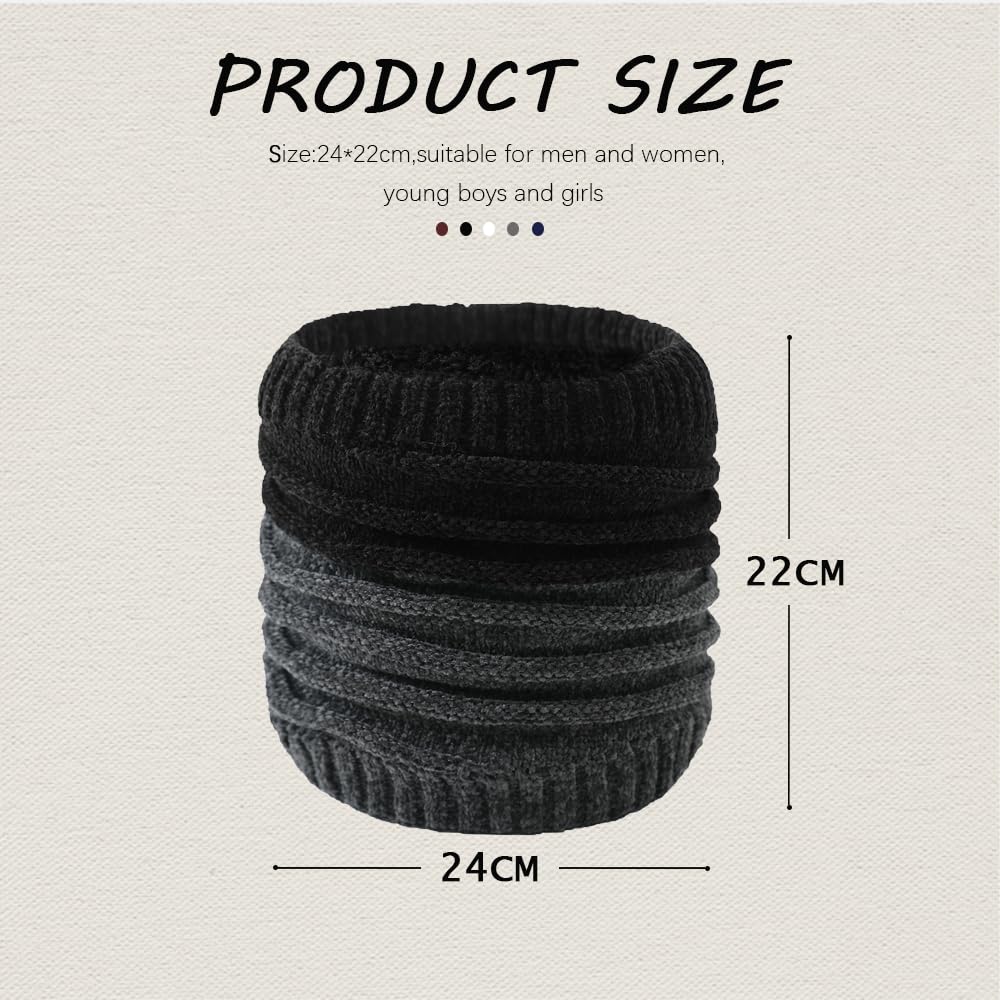 PRODUCT SIZE
Size:24*22cm,suitable for men and women,
young boys and girls
22CM
24CM